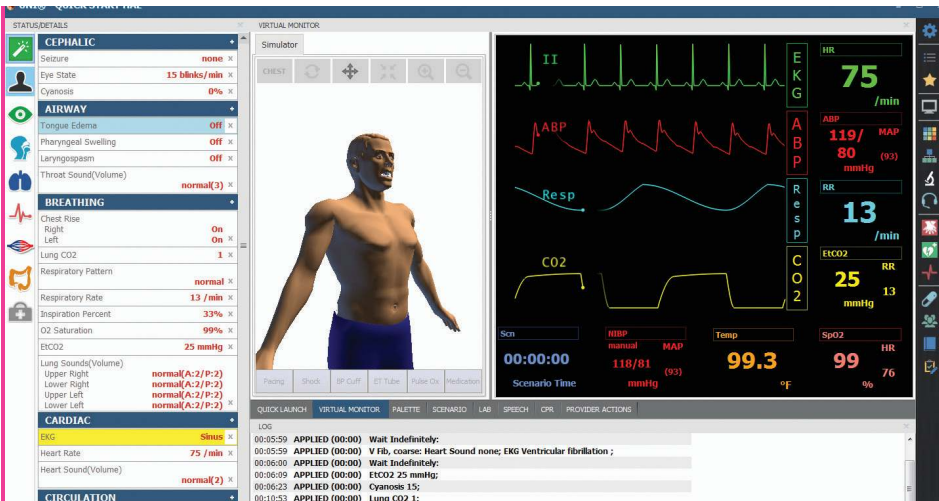 UNI® - QUICK START HAL
STATUS/DETAILS
CEPHALIC +
Seizure none ×
Eye State 15 blinks/min ×
Cyanosis 0% ×
AIRWAY +
Tongue Edema Off ×
Pharyngeal Swelling Off ×
Laryngospasm Off ×
Throat Sound(Volume)
normal(3) ×
BREATHING +
Chest Rise
Right On
Left On ×
Lung CO2 1 ×
Respiratory Pattern
normal ×
Respiratory Rate 13 /min ×
Inspiration Percent 33% ×
O2 Saturation 99% ×
EtCO2 25 mmHg ×
Lung Sounds(Volume)
Upper Right normal(A:2/P:2)
Lower Right normal(A:2/P:2)
Upper Left normal(A:2/P:2)
Lower Left normal(A:2/P:2) ×
CARDIAC +
EKG Sinus ×
Heart Rate 75 /min ×
Heart Sound(Volume)
normal(2) ×
CIRCULATION +
VIRTUAL MONITOR
Simulator
CHEST
Pacing Shock BP Cuff ET Tube Pulse Ox Medication
II
EKG
HR
75
/min
ABP
ABP
ABP
119/
80
MAP
(93)
mmHg
Resp
Resp
RR
13
/min
CO2
CO2
EtCO2
25
mmHg
RR
13
Scn
00:00:00
Scenario Time
NIBP
manual MAP
118/81 (93)
mmHg
Temp
99.3
°F
SpO2
99
HR
76
%
QUICK LAUNCH VIRTUAL MONITOR PALETTE SCENARIO LAB SPEECH CPR PROVIDER ACTIONS
LOG
00:05:59 APPLIED (00:00) Wait Indefinitely:
00:05:59 APPLIED (00:00) V Fib, coarse: Heart Sound none; EKG Ventricular fibrillation ;
00:06:00 APPLIED (00:00) Wait Indefinitely:
00:06:09 APPLIED (00:00) EtCO2 25 mmHg;
00:06:23 APPLIED (00:00) Cyanosis 15;
00:10:53 APPLIED (00:00) Lung CO2 1;